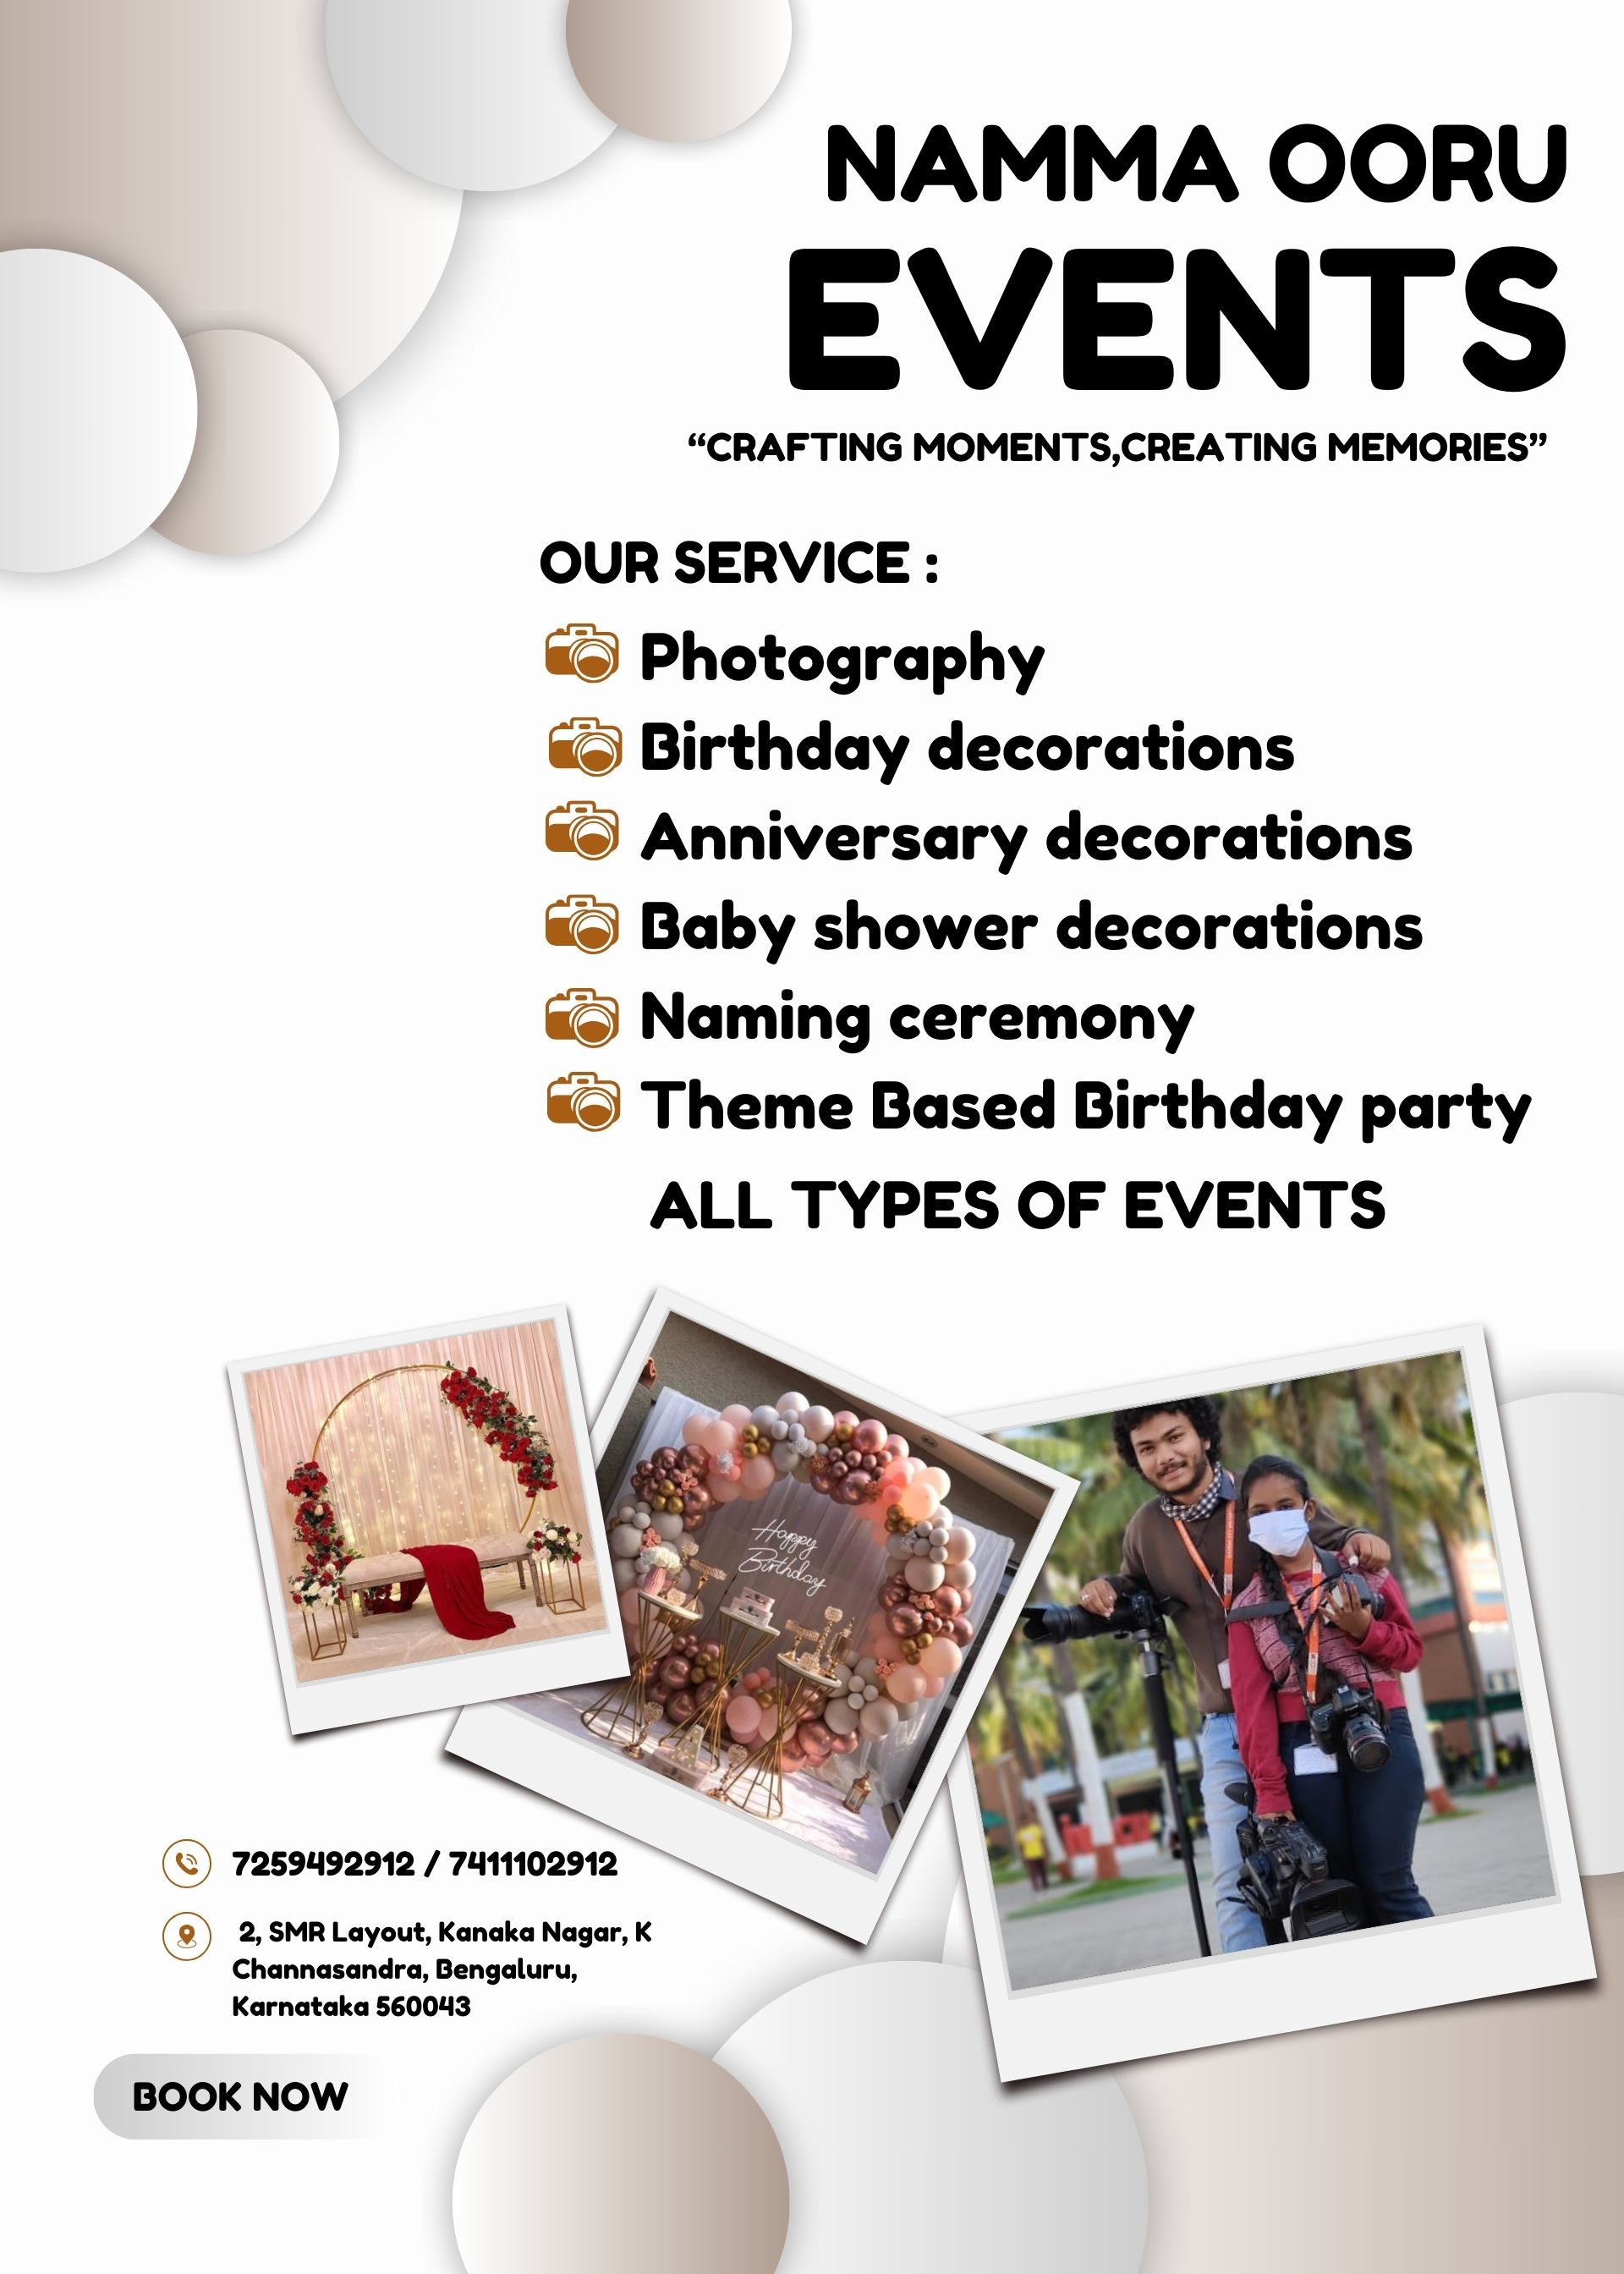 NAMMA OORU
EVENTS
“CRAFTING MOMENTS,CREATING MEMORIES”
OUR SERVICE :
Photography
Birthday decorations
Anniversary decorations
Baby shower decorations
Naming ceremony
Theme Based Birthday party
ALL TYPES OF EVENTS
Happy
Birthday
7259492912 / 7411102912
2, SMR Layout, Kanaka Nagar, K
Channasandra, Bengaluru,
Karnataka 560043
BOOK NOW